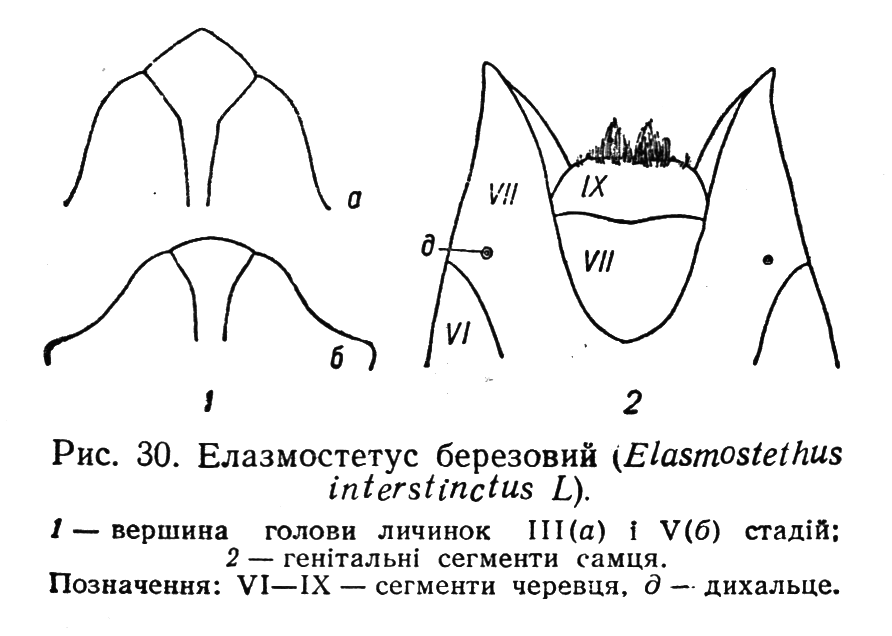 а
VII
IX
д
VII
VI
б
1
2
Рис. 30. Елазмостетус березовий (Elasmostethus
interstinctus L).
1 — вершина голови личинок III(а) і V(б) стадій;
2 — генітальні сегменти самця.
Позначення: VI—IX — сегменти черевця, д — дихальце.